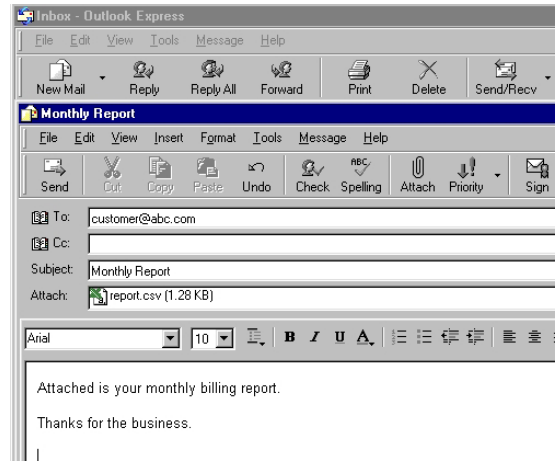 Inbox - Outlook Express
File Edit View Tools Message Help
New Mail Reply Reply All Forward Print Delete Send/Recv
Monthly Report
File Edit View Insert Format Tools Message Help
ABC
Send Cut Copy Paste Undo Check Spelling Attach Priority Sign
To: customer@abc.com
Cc:
Subject: Monthly Report
Attach: report.csv (1.28 KB)
Arial 10 B I U A
Attached is your monthly billing report.
Thanks for the business.